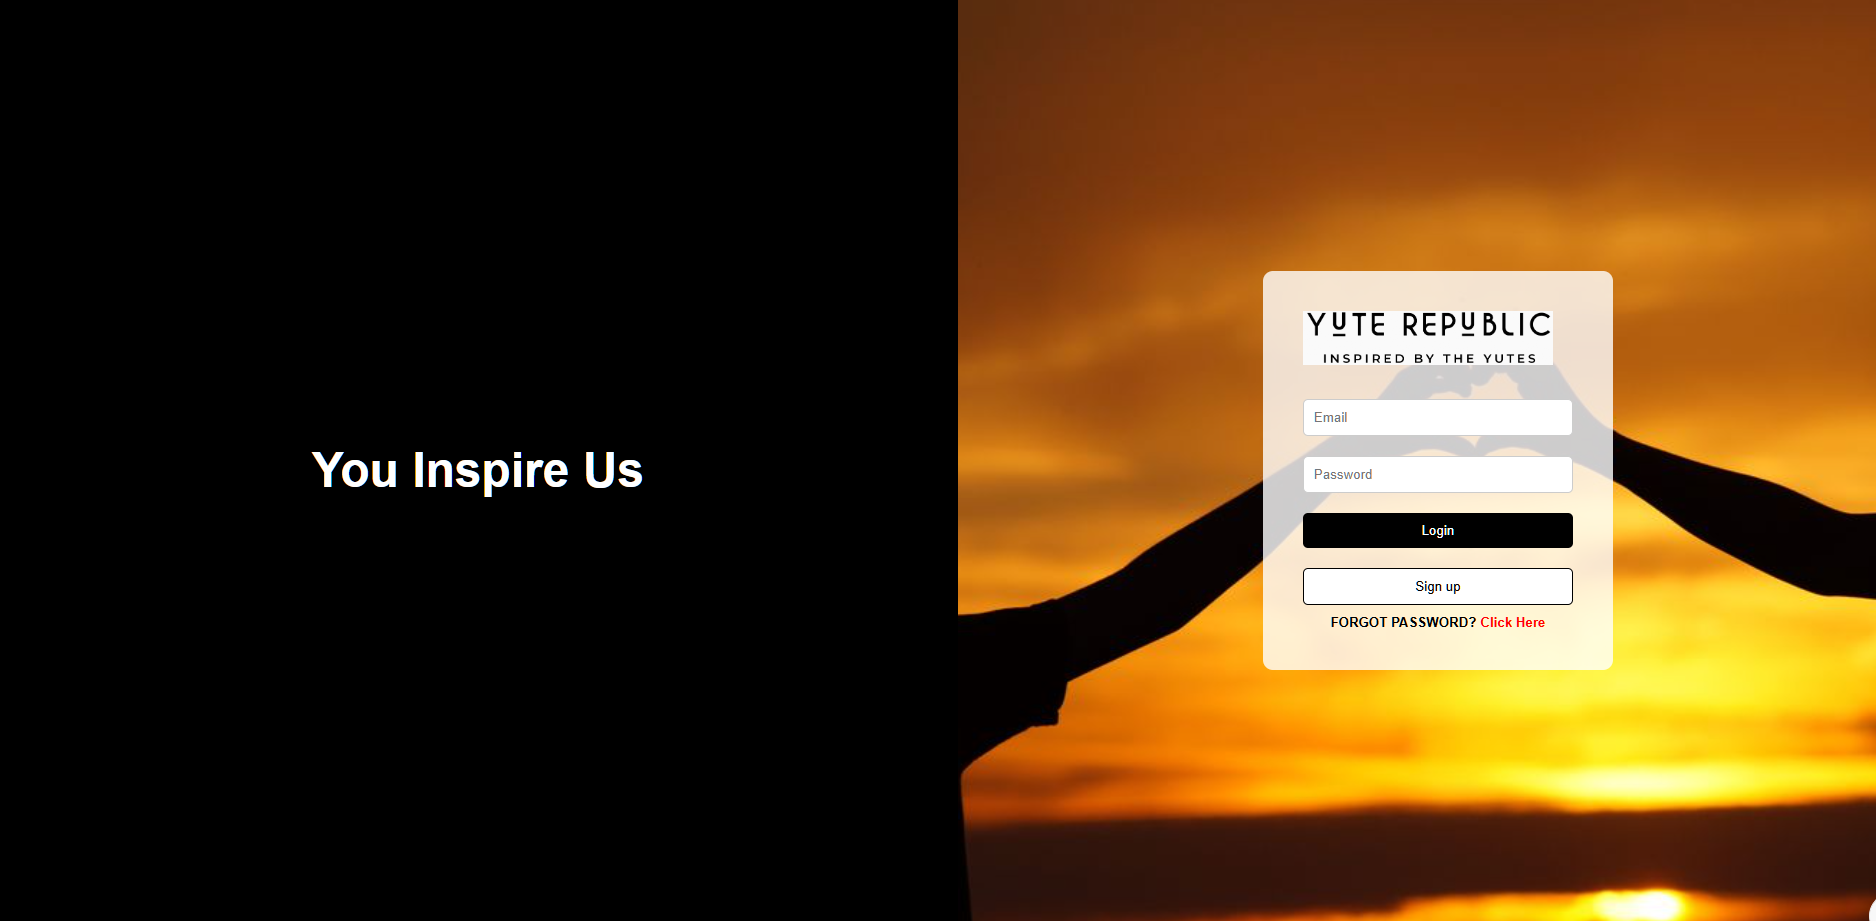 You Inspire Us
YUTE REPUBLIC
INSPIRED BY THE YUTES
Email
Password
Login
Sign up
FORGOT PASSWORD? Click Here